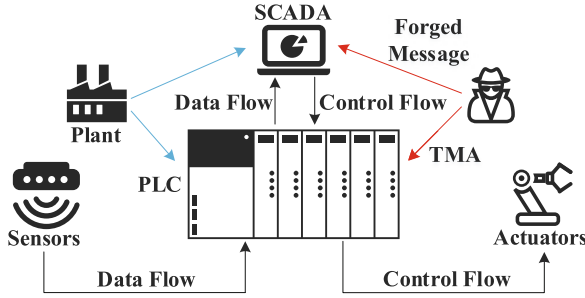 SCADA
Forged
Message
Data Flow
Control Flow
Plant
PLC
TMA
Sensors
Actuators
Data Flow
Control Flow